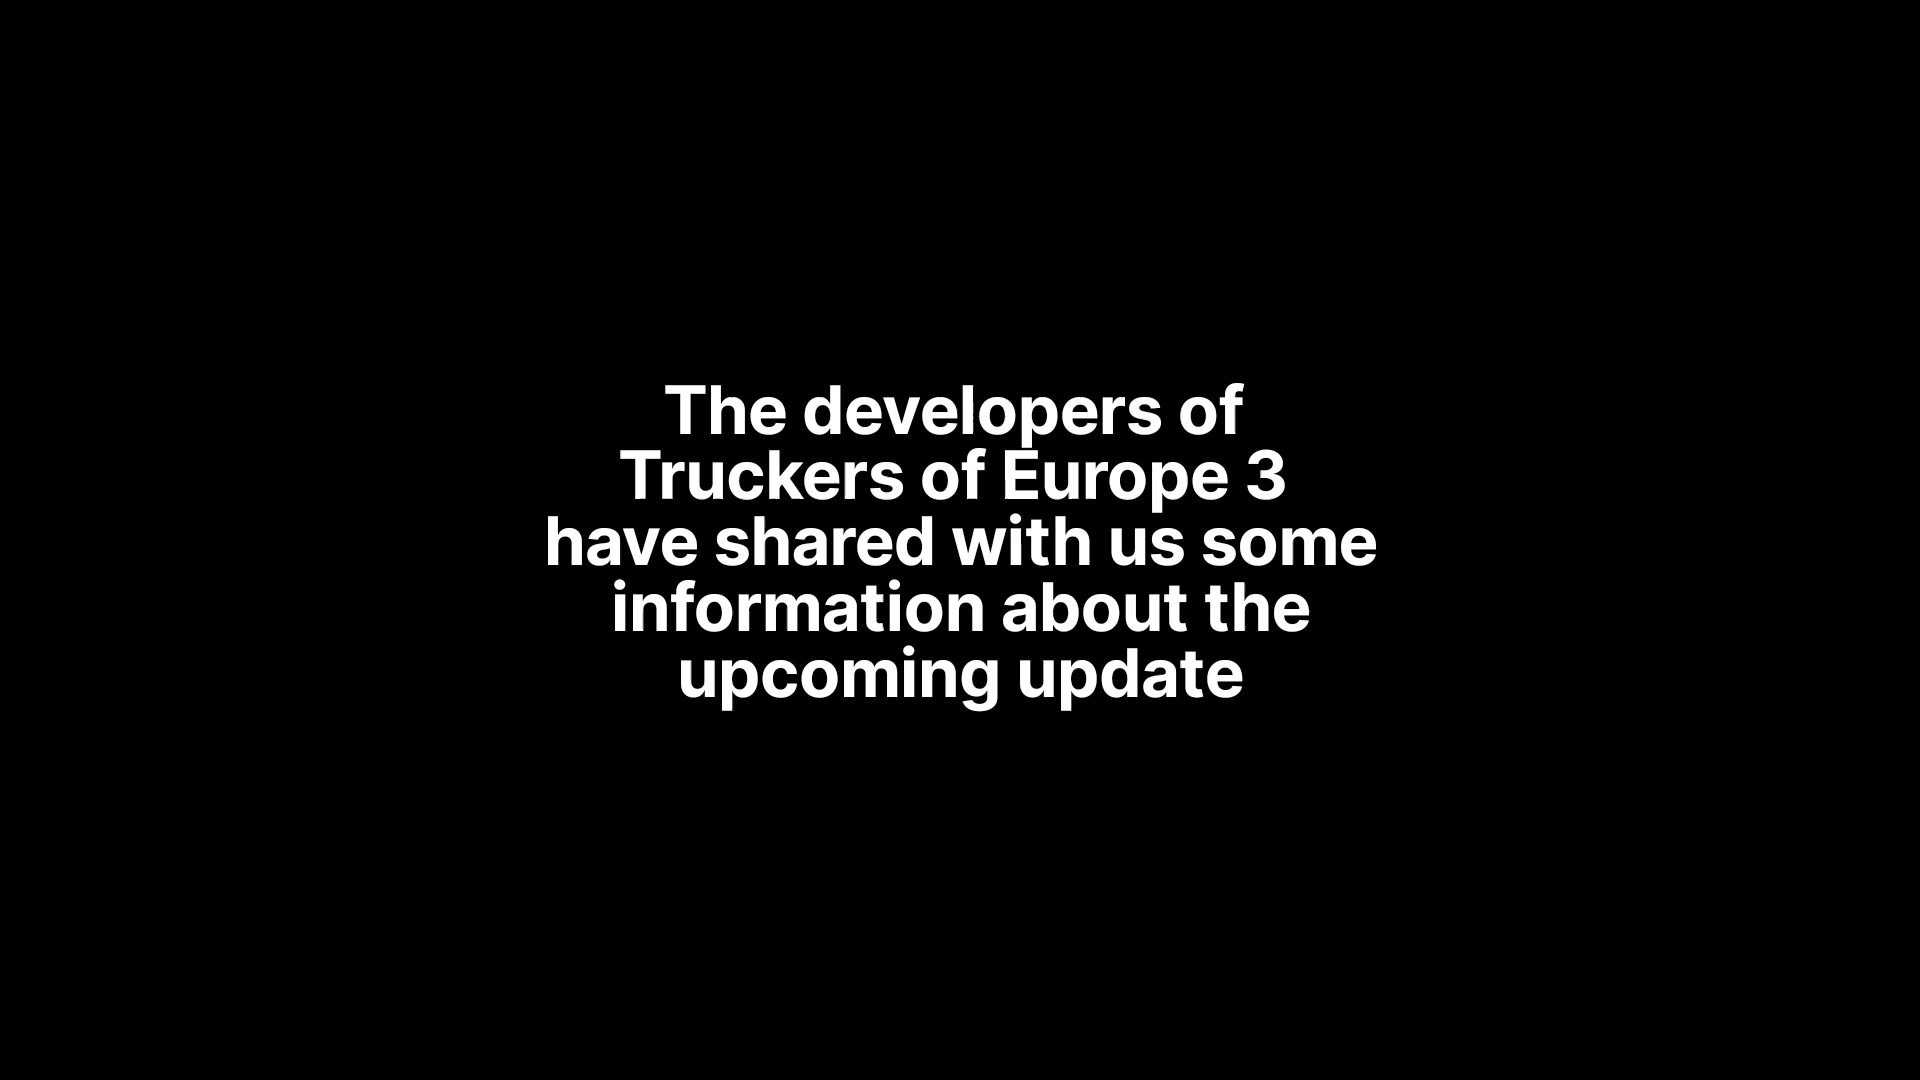 The developers of
Truckers of Europe 3
have shared with us some
information about the
upcoming update